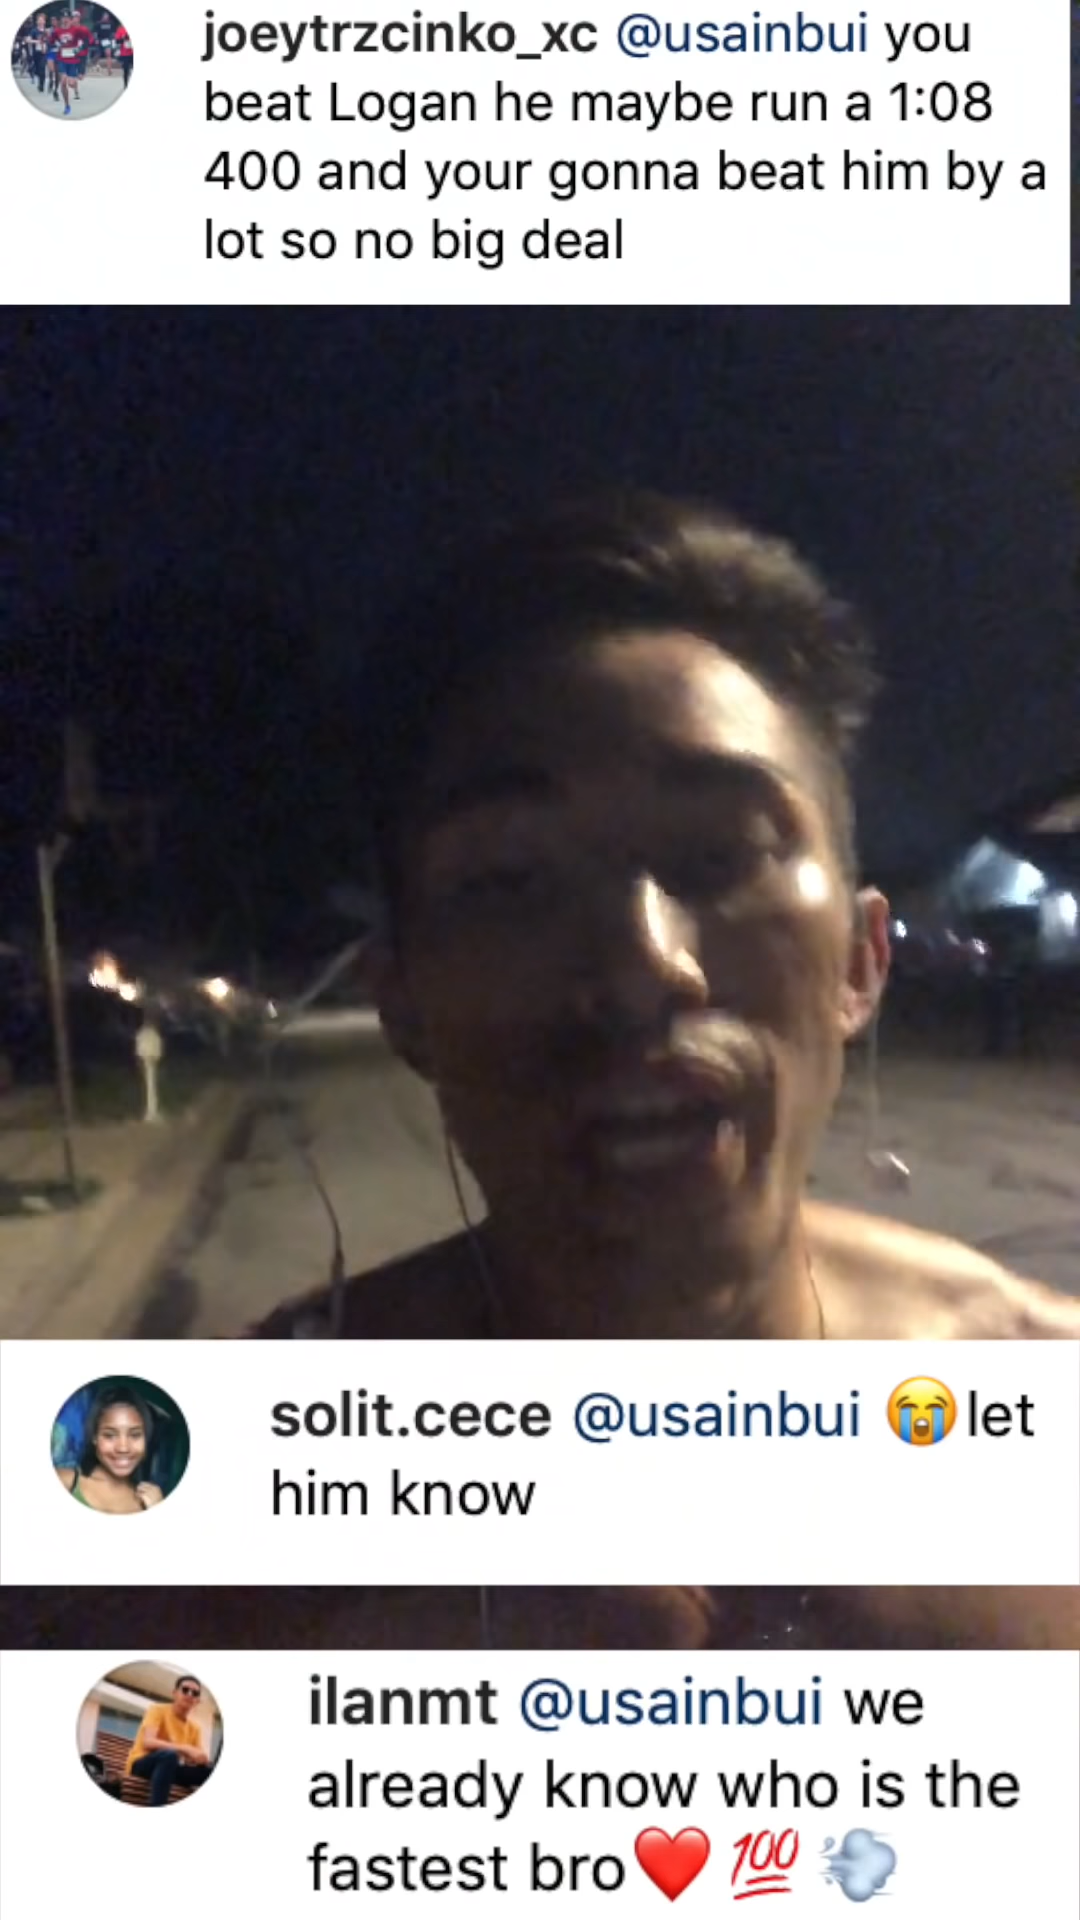 joeytrzcinko_xc @usainbui you
beat Logan he maybe run a 1:08
400 and your gonna beat him by a
lot so no big deal
solit.cece @usainbui 😭let
him know
ilanmt @usainbui we
already know who is the
fastest bro❤️💯💨